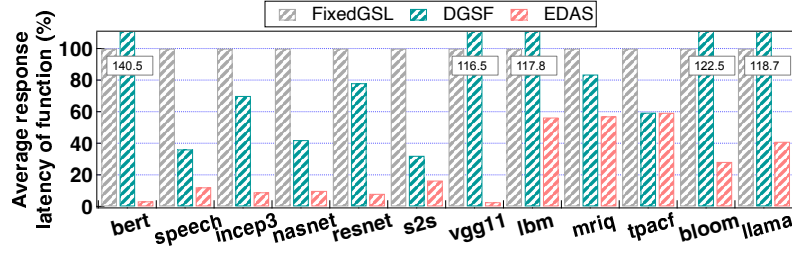 FixedGSL DGSF EDAS
Average response
latency of function (%)
100
80
60
40
20
0
140.5 116.5 117.8 122.5 118.7
bert speech incep3 nasnet resnet s2s vgg11 lbm mriq tpacf bloom llama